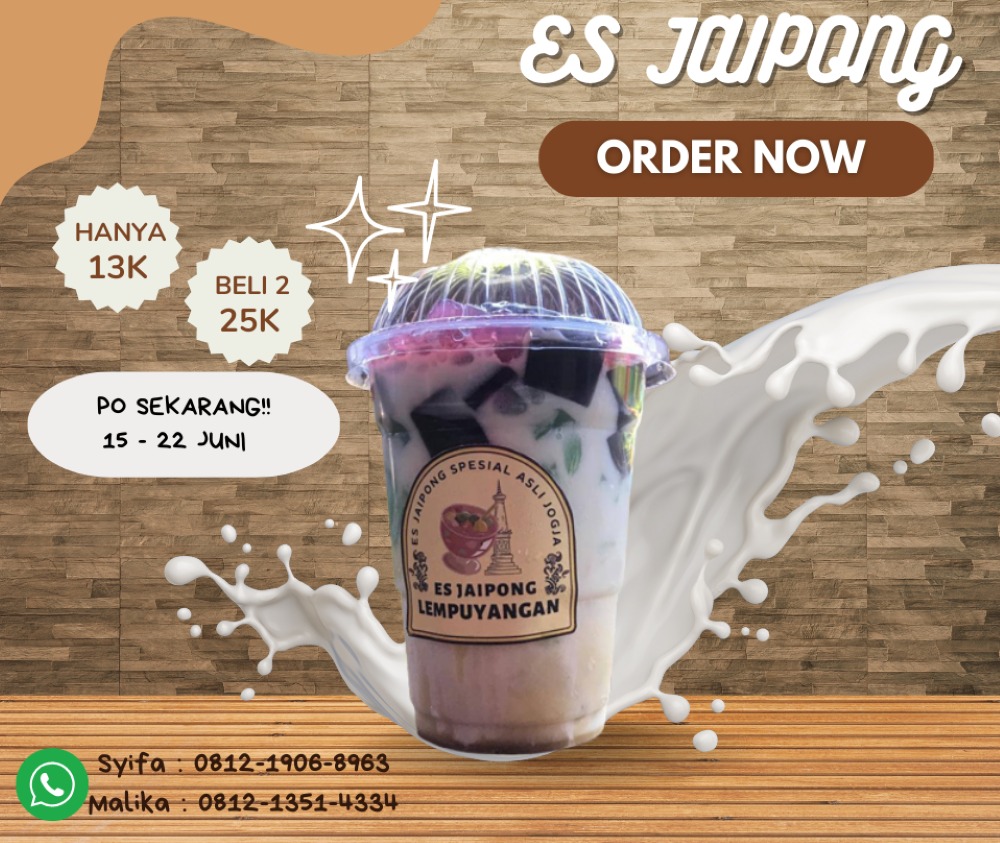 ES JAIPONG
ORDER NOW
HANYA
13K
BELI 2
25K
PO SEKARANG!!
15 - 22 JUNI
ES JAIPONG SPESIAL ASLI JOGJA
ES JAIPONG
LEMPUYANGAN
Syifa : 0812-1906-8963
Malika : 0812-1351-4334